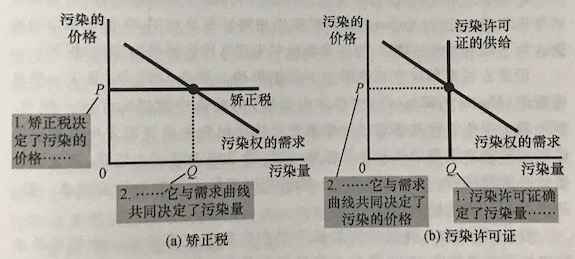 污染的
价格
P
1. 矫正税决
定了污染的
价格……
矫正税
污染权的需求
0
Q
污染量
2. ……它与需求曲线
共同决定了污染量
(a) 矫正税
污染的
价格
污染许可
证的供给
P
污染权的需求
0
Q
污染量
2. ……它与需求
曲线共同决定了
污染的价格
1. 污染许可证确
定了污染量……
(b) 污染许可证